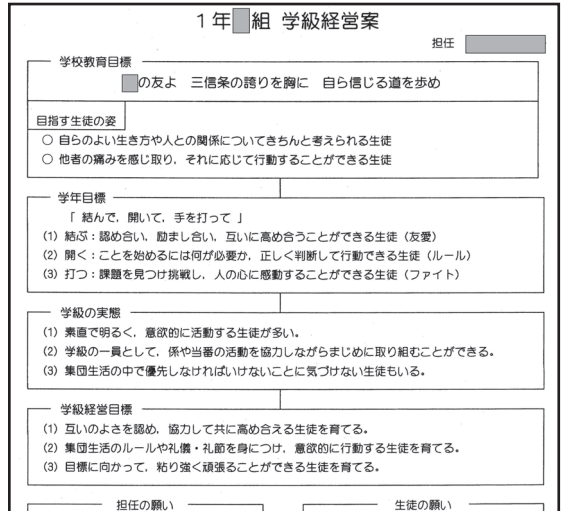 1年 組 学級経営案
担任
学校教育目標
の友よ 三信条の誇りを胸に 自ら信じる道を歩め
目指す生徒の姿
○ 自らのよい生き方や人との関係についてきちんと考えられる生徒
○ 他者の痛みを感じ取り，それに応じて行動することができる生徒
学年目標
「 結んで，開いて，手を打って 」
(1) 結ぶ：認め合い，励まし合い，互いに高め合うことができる生徒（友愛）
(2) 開く：ことを始めるには何が必要か，正しく判断して行動できる生徒（ルール）
(3) 打つ：課題を見つけ挑戦し，人の心に感動することができる生徒（ファイト）
学級の実態
(1) 素直で明るく，意欲的に活動する生徒が多い。
(2) 学級の一員として，係や当番の活動を協力しながらまじめに取り組むことができる。
(3) 集団生活の中で優先しなければいけないことに気づけない生徒もいる。
学級経営目標
(1) 互いのよさを認め，協力して共に高め合える生徒を育てる。
(2) 集団生活のルールや礼儀・礼節を身につけ，意欲的に行動する生徒を育てる。
(3) 目標に向かって，粘り強く頑張ることができる生徒を育てる。
担任の願い 生徒の願い